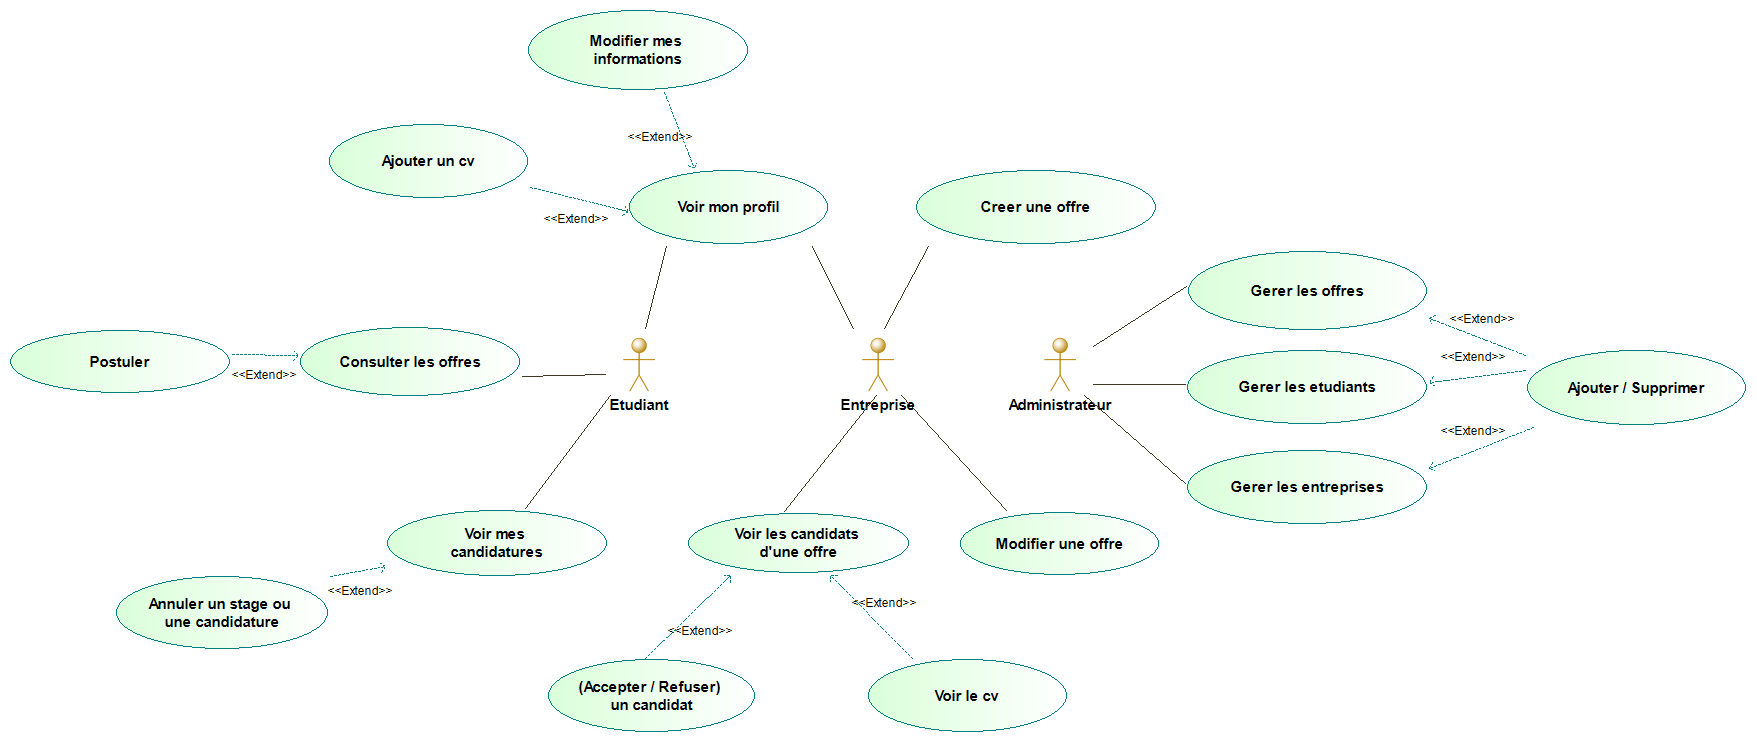 Modifier mes
informations
<<Extend>>
Ajouter un cv
<<Extend>>
Voir mon profil
Creer une offre
Gerer les offres
<<Extend>>
Postuler
<<Extend>>
Consulter les offres
Etudiant
Entreprise
Administrateur
Gerer les etudiants
<<Extend>>
Ajouter / Supprimer
<<Extend>>
Gerer les entreprises
Voir mes
candidatures
Voir les candidats
d'une offre
Modifier une offre
Annuler un stage ou
une candidature
<<Extend>>
<<Extend>>
<<Extend>>
(Accepter / Refuser)
un candidat
Voir le cv